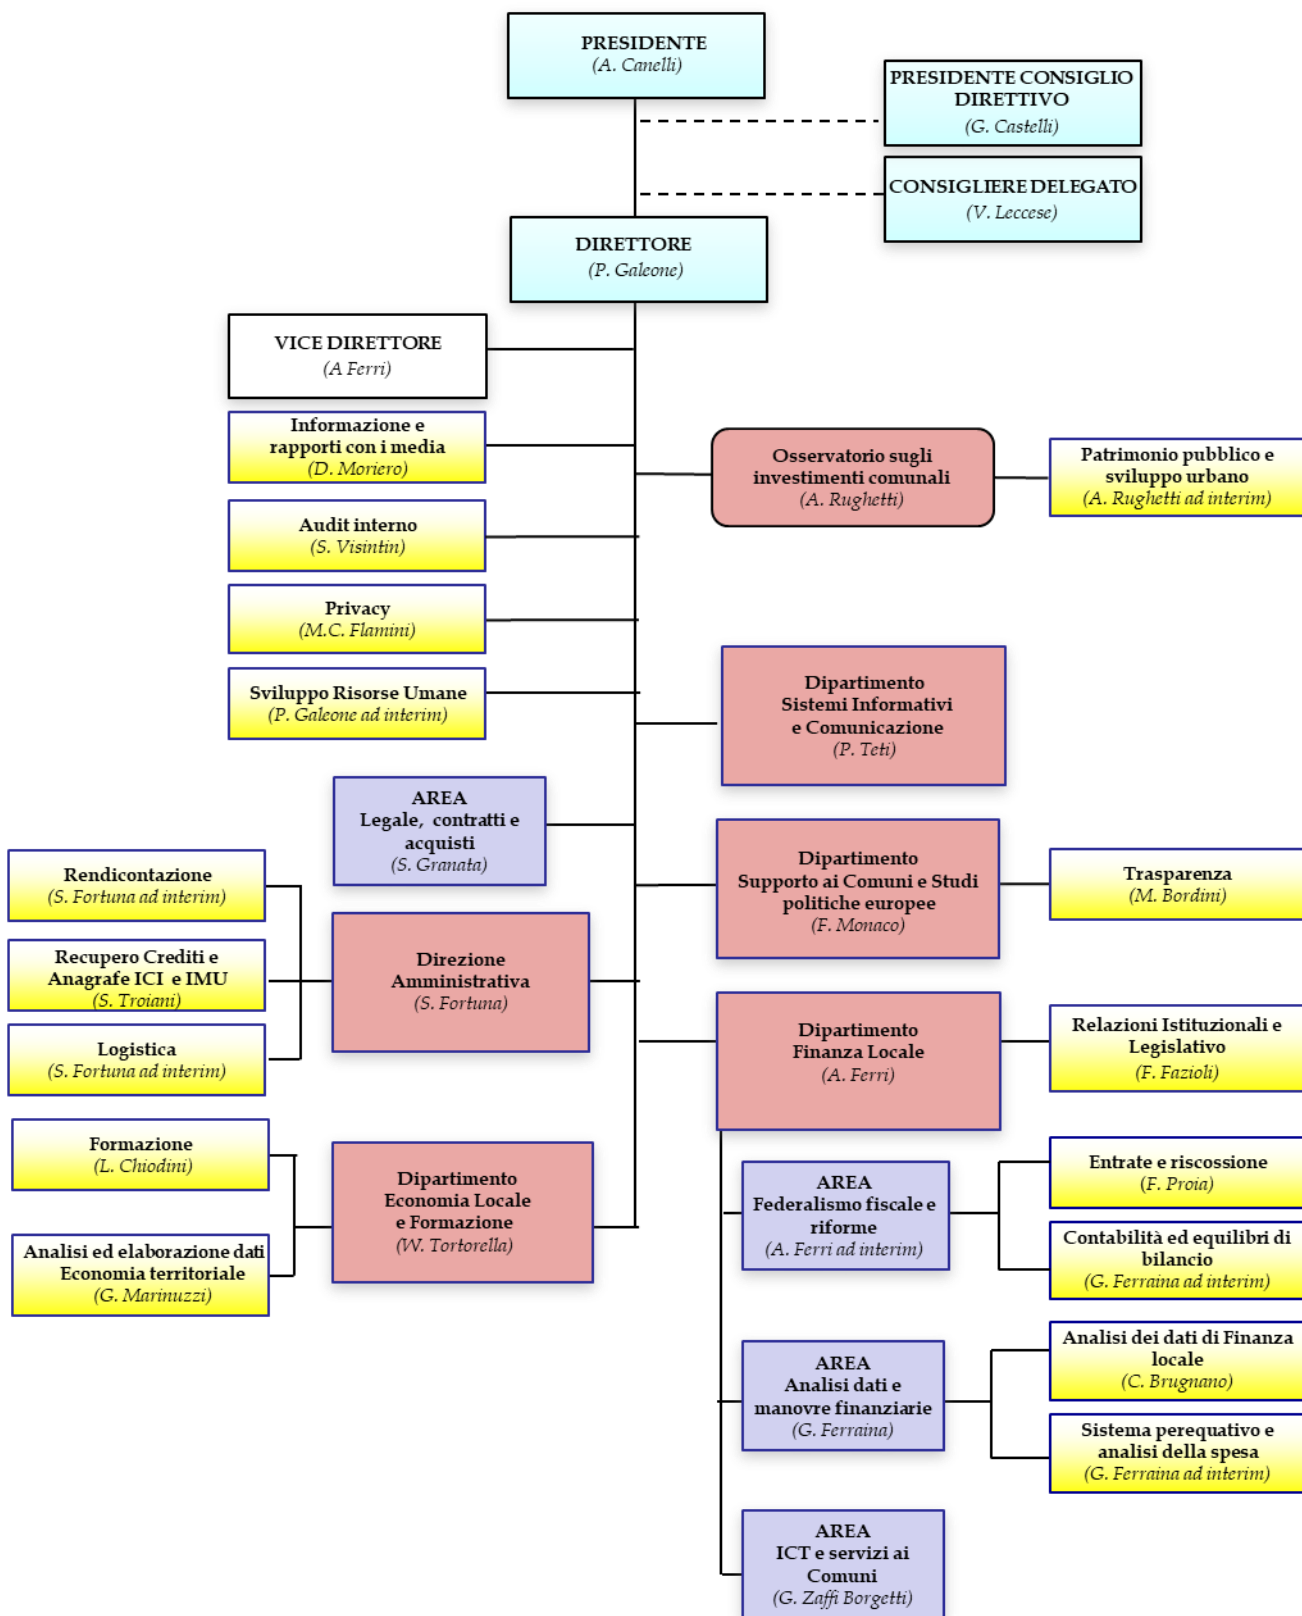 PRESIDENTE
(A. Canelli)
PRESIDENTE CONSIGLIO
DIRETTIVO
(G. Castelli)
CONSIGLIERE DELEGATO
(V. Leccese)
DIRETTORE
(P. Galeone)
VICE DIRETTORE
(A Ferri)
Informazione e
rapporti con i media
(D. Moriero)
Osservatorio sugli
investimenti comunali
(A. Rughetti)
Patrimonio pubblico e
sviluppo urbano
(A. Rughetti ad interim)
Audit interno
(S. Visintin)
Privacy
(M.C. Flamini)
Sviluppo Risorse Umane
(P. Galeone ad interim)
Dipartimento
Sistemi Informativi
e Comunicazione
(P. Teti)
AREA
Legale, contratti e
acquisti
(S. Granata)
Dipartimento
Supporto ai Comuni e Studi
politiche europee
(F. Monaco)
Trasparenza
(M. Bordini)
Rendicontazione
(S. Fortuna ad interim)
Recupero Crediti e
Anagrafe ICI e IMU
(S. Troiani)
Logistica
(S. Fortuna ad interim)
Direzione
Amministrativa
(S. Fortuna)
Dipartimento
Finanza Locale
(A. Ferri)
Relazioni Istituzionali e
Legislativo
(F. Fazioli)
Formazione
(L. Chiodini)
Analisi ed elaborazione dati
Economia territoriale
(G. Marinuzzi)
Dipartimento
Economia Locale
e Formazione
(W. Tortorella)
AREA
Federalismo fiscale e
riforme
(A. Ferri ad interim)
Entrate e riscossione
(F. Proia)
Contabilità ed equilibri di
bilancio
(G. Ferraina ad interim)
AREA
Analisi dati e
manovre finanziarie
(G. Ferraina)
Analisi dei dati di Finanza
locale
(C. Brugnano)
Sistema perequativo e
analisi della spesa
(G. Ferraina ad interim)
AREA
ICT e servizi ai
Comuni
(G. Zaffi Borgetti)